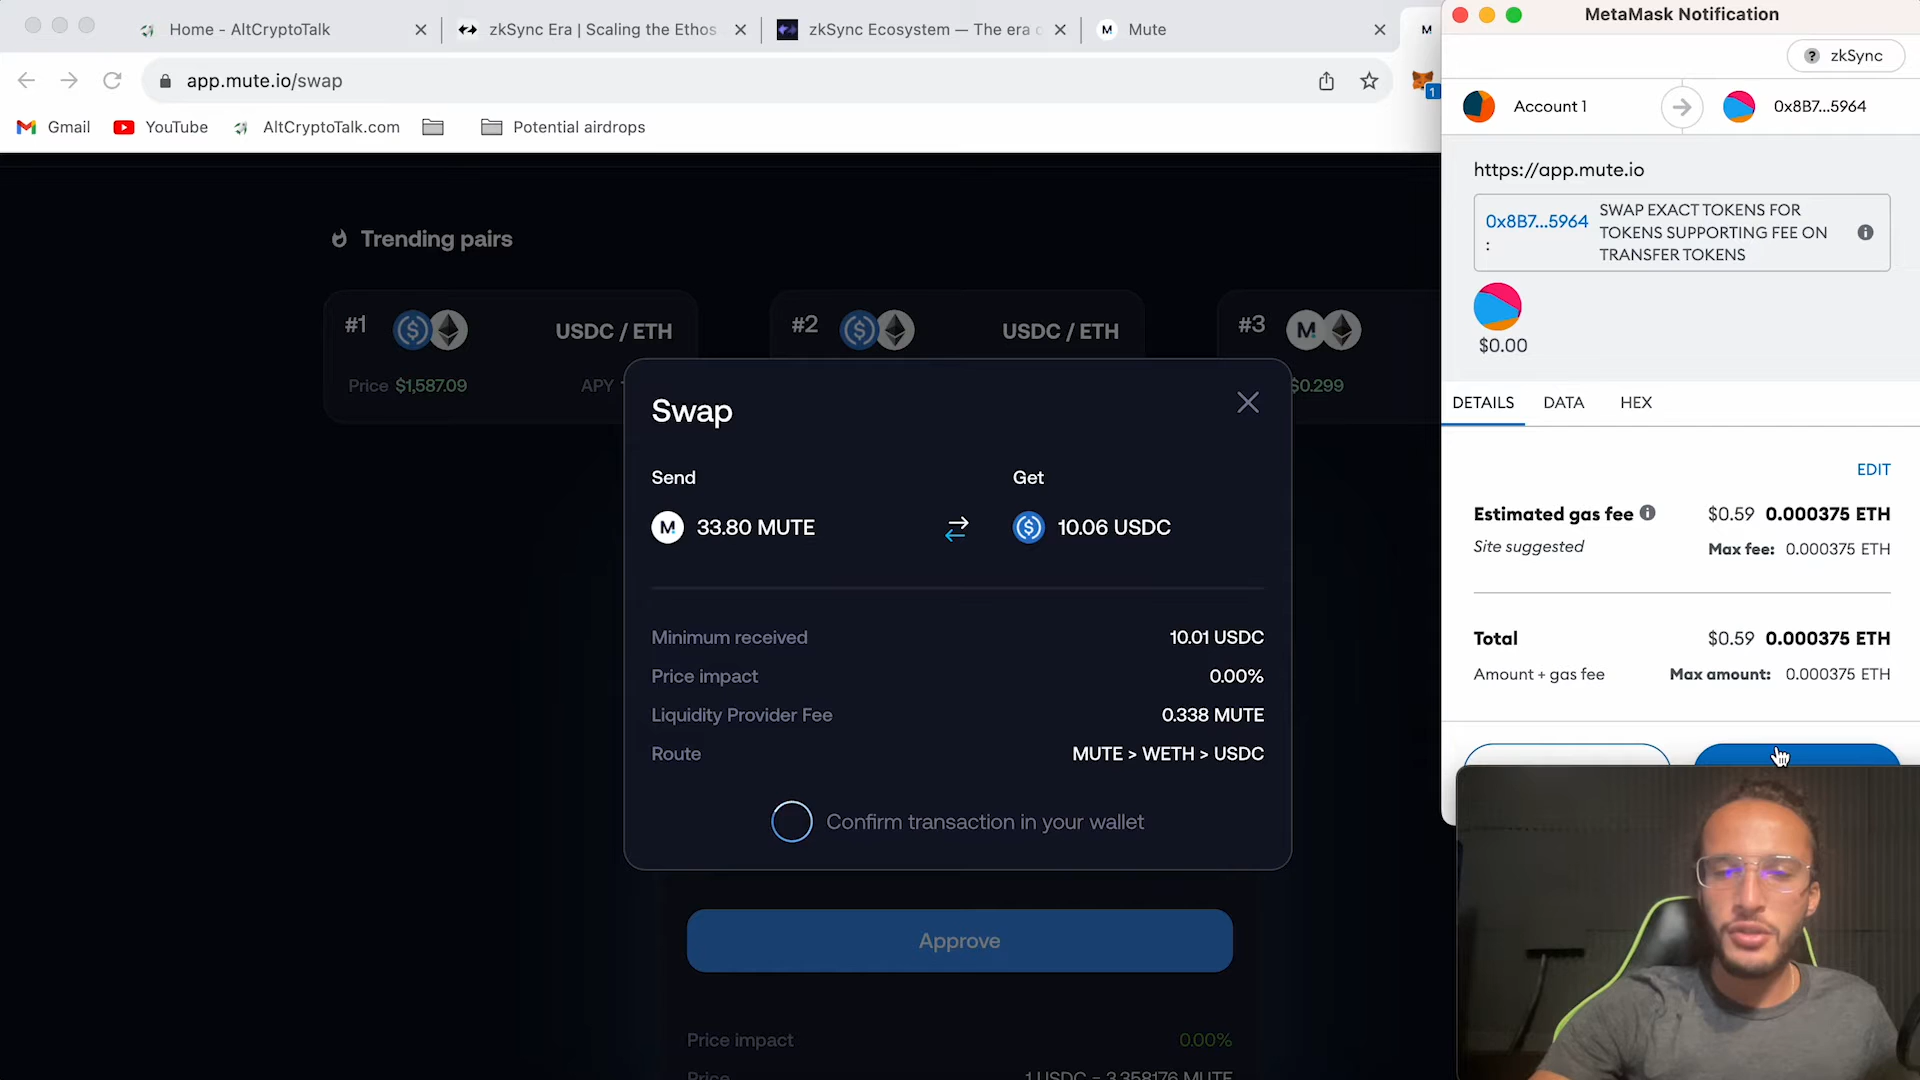 Home - AltCryptoTalk
zkSync Era | Scaling the Ethos
zkSync Ecosystem — The era
Mute
app.mute.io/swap
Gmail
YouTube
AltCryptoTalk.com
Potential airdrops
Trending pairs
#1 USDC / ETH
Price $1,587.09 APY
#2 USDC / ETH
#3
$0.299
Swap
Send
Get
33.80 MUTE
10.06 USDC
Minimum received 10.01 USDC
Price impact 0.00%
Liquidity Provider Fee 0.338 MUTE
Route MUTE > WETH > USDC
Confirm transaction in your wallet
Approve
Price impact 0.00%
Price 1 USDC = 3.358176 MUTE
MetaMask Notification
zkSync
Account 1
0x8B7...5964
https://app.mute.io
0x8B7...5964
:
SWAP EXACT TOKENS FOR
TOKENS SUPPORTING FEE ON
TRANSFER TOKENS
$0.00
DETAILS DATA HEX
EDIT
Estimated gas fee $0.59 0.000375 ETH
Site suggested Max fee: 0.000375 ETH
Total $0.59 0.000375 ETH
Amount + gas fee Max amount: 0.000375 ETH